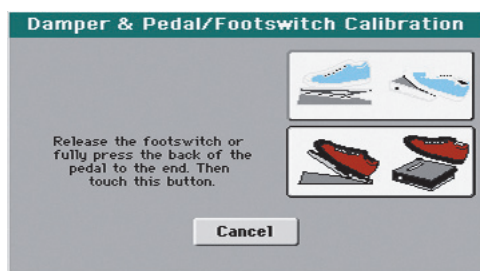 Damper & Pedal/Footswitch Calibration
Release the footswitch or
fully press the back of the
pedal to the end. Then
touch this button.
Cancel